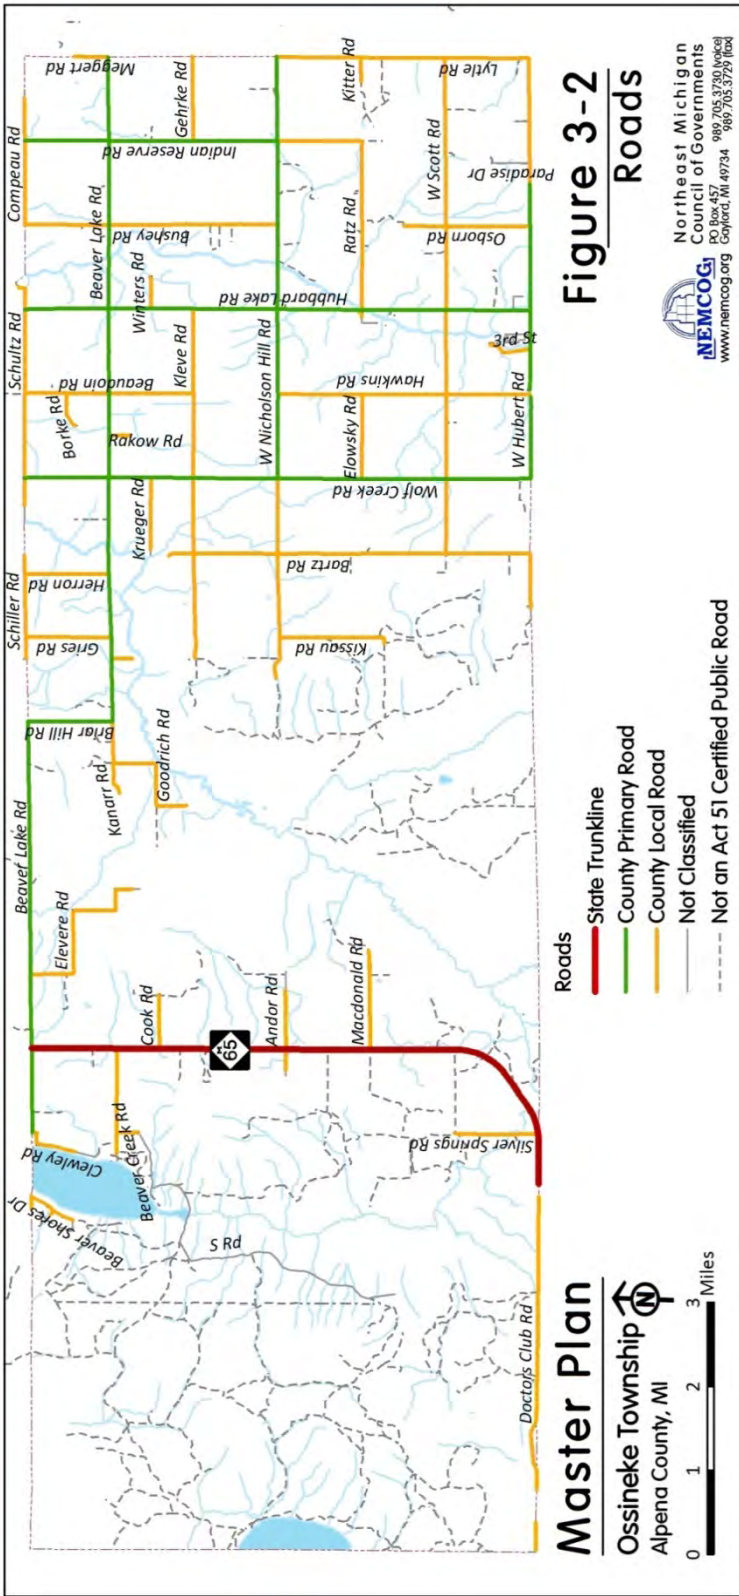 Compeau Rd
Meggert Rd
Schultz Rd
Schiller Rd
Beaver Lake Rd
Gehrke Rd
Indian Reserve Rd
Bushey Rd
Winters Rd
Hubbard Lake Rd
Beaudoin Rd
Kleve Rd
Borke Rd
Rakow Rd
W Nicholson Hill Rd
Krueger Rd
Herron Rd
Gries Rd
Briar Hill Rd
Kanarr Rd
Goodrich Rd
Beaver Lake Rd
Elevere Rd
Cook Rd
M
65
Andor Rd
Macdonald Rd
Clewley Rd
Beaver Creek Rd
Beaver Shores Dr
S Rd
Silver Springs Rd
Doctors Club Rd
Kitter Rd
Lytle Rd
W Scott Rd
Ratz Rd
Paradise Dr
Osborn Rd
3rd St
Hawkins Rd
Elowsky Rd
W Hubert Rd
Wolf Creek Rd
Bartz Rd
Kissau Rd
Master Plan
Ossineke Township
Alpena County, MI
N
0 1 2 3
Miles
Roads
State Trunkline
County Primary Road
County Local Road
Not Classified
Not an Act 51 Certified Public Road
Figure 3-2
Roads
NEMCOG
www.nemcog.org
Northeast Michigan
Council of Governments
PO Box 457 989.705.3730 (voice)
Gaylord, MI 49734 989.705.3729 (fax)